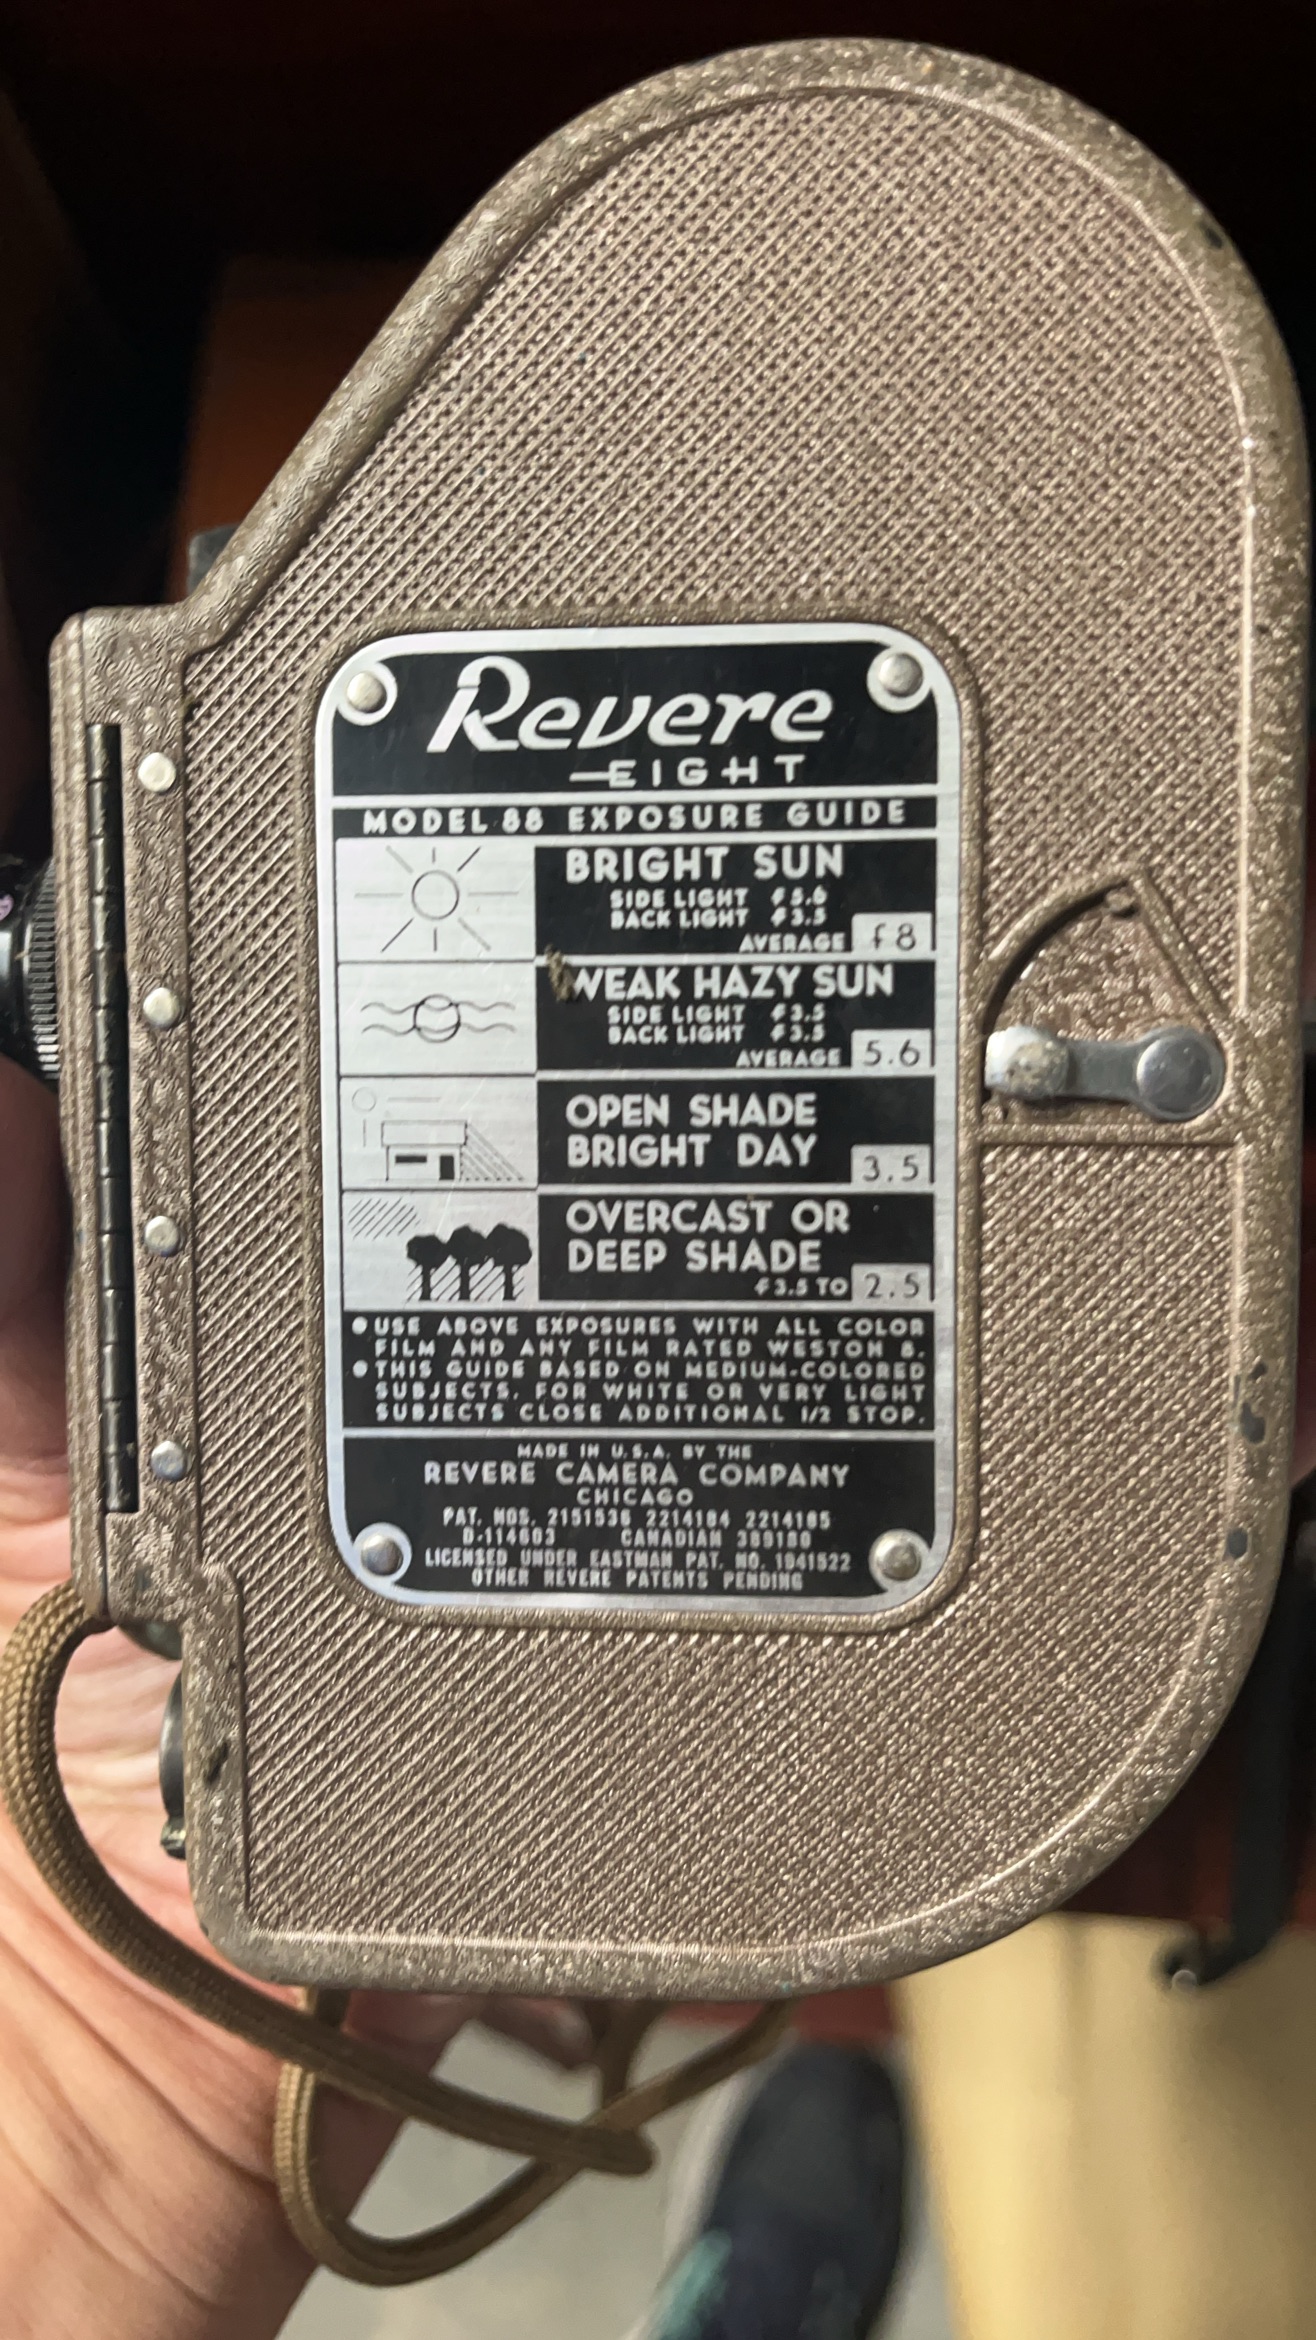 Revere
EIGHT
MODEL 88 EXPOSURE GUIDE
BRIGHT SUN
SIDE LIGHT f5.6
BACK LIGHT f3.5
AVERAGE f8
WEAK HAZY SUN
SIDE LIGHT f3.5
BACK LIGHT f3.5
AVERAGE 5.6
OPEN SHADE
BRIGHT DAY 3.5
OVERCAST OR
DEEP SHADE
f3.5 TO 2.5
• USE ABOVE EXPOSURES WITH ALL COLOR
FILM AND ANY FILM RATED WESTON 8.
• THIS GUIDE BASED ON MEDIUM-COLORED
SUBJECTS. FOR WHITE OR VERY LIGHT
SUBJECTS CLOSE ADDITIONAL 1/2 STOP.
MADE IN U.S.A. BY THE
REVERE CAMERA COMPANY
CHICAGO
PAT. NOS. 2151536 2214184 2214185
D-114603 CANADIAN 389180
LICENSED UNDER EASTMAN PAT. NO. 1941522
OTHER REVERE PATENTS PENDING